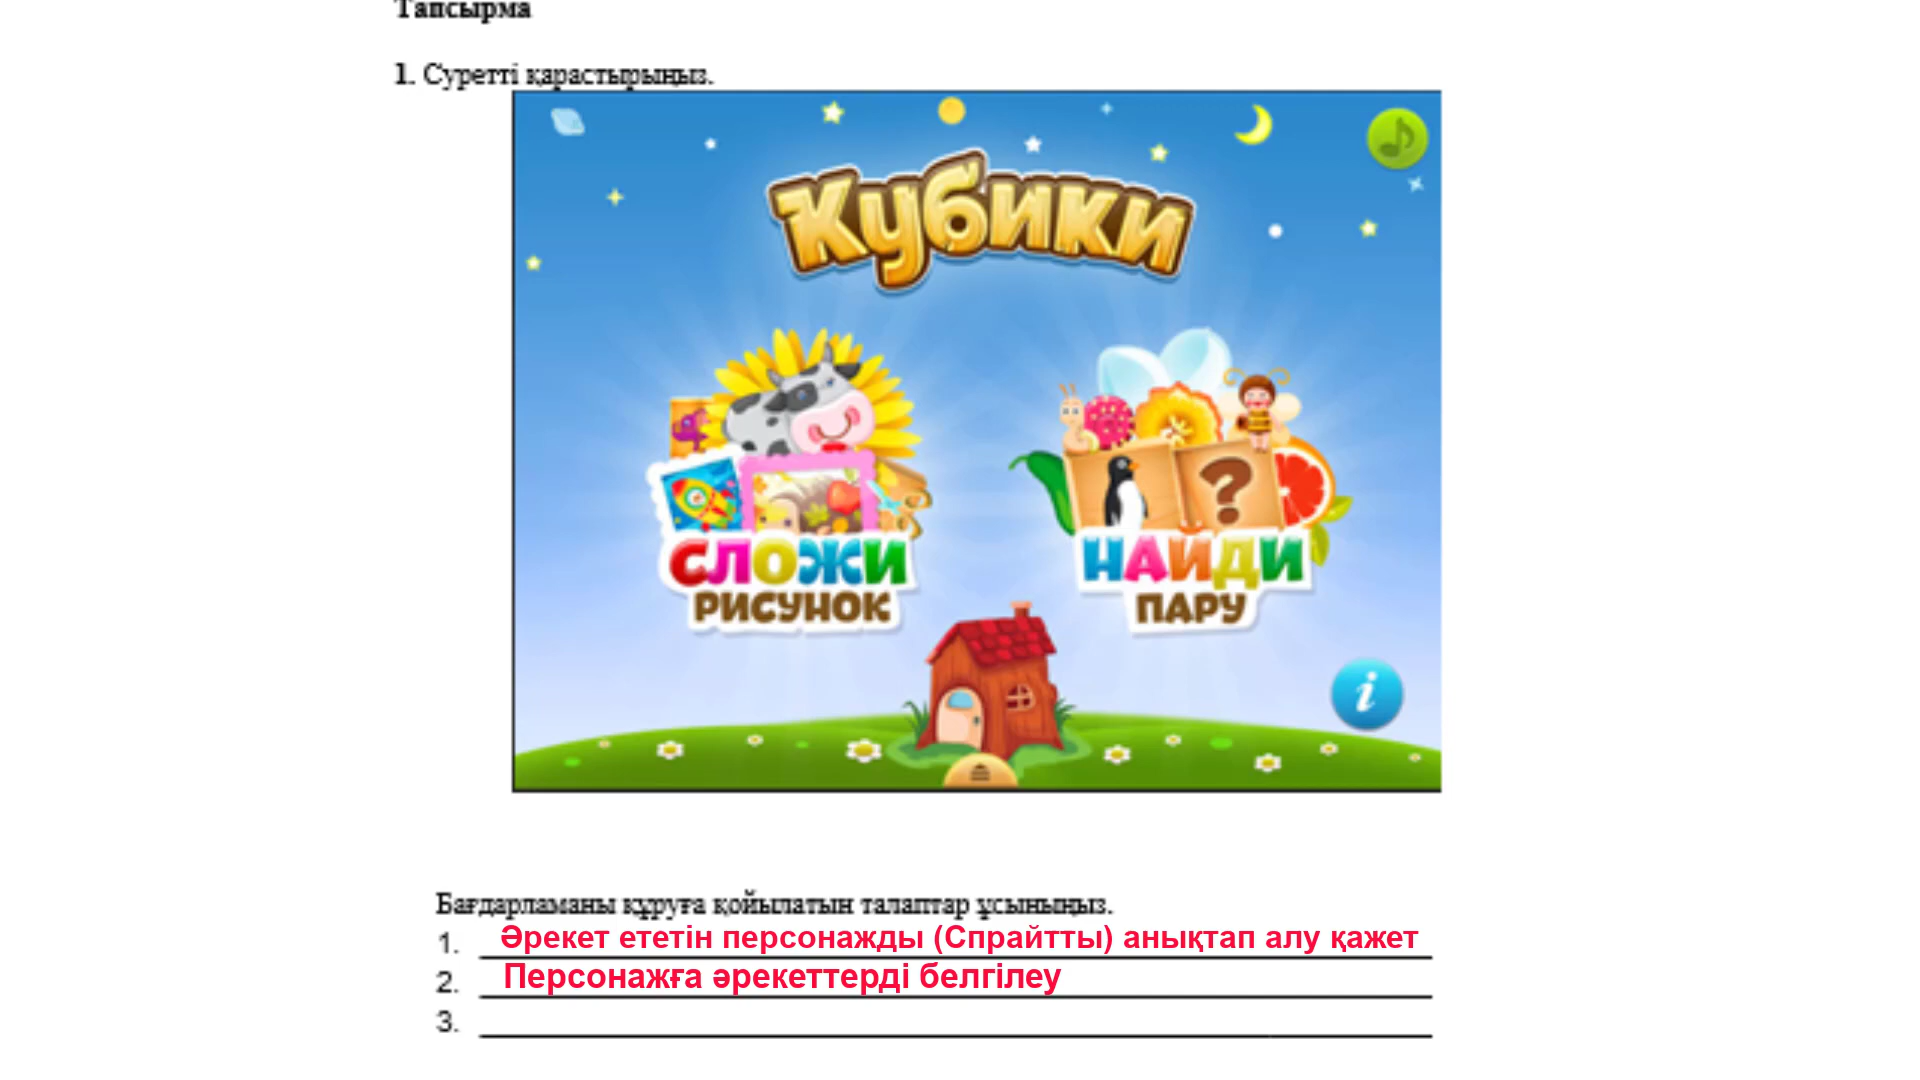 Тапсырма
1. Суретті қарастырыңыз.
Кубики
СЛОЖИ
РИСУНОК
?
НАЙДИ
ПАРУ
i
Бағдарламаны құруға қойылатын талаптар ұсыныңыз.
1. Әрекет ететін персонажды (Спрайтты) анықтап алу қажет
2. Персонажға әрекеттерді белгілеу
3.